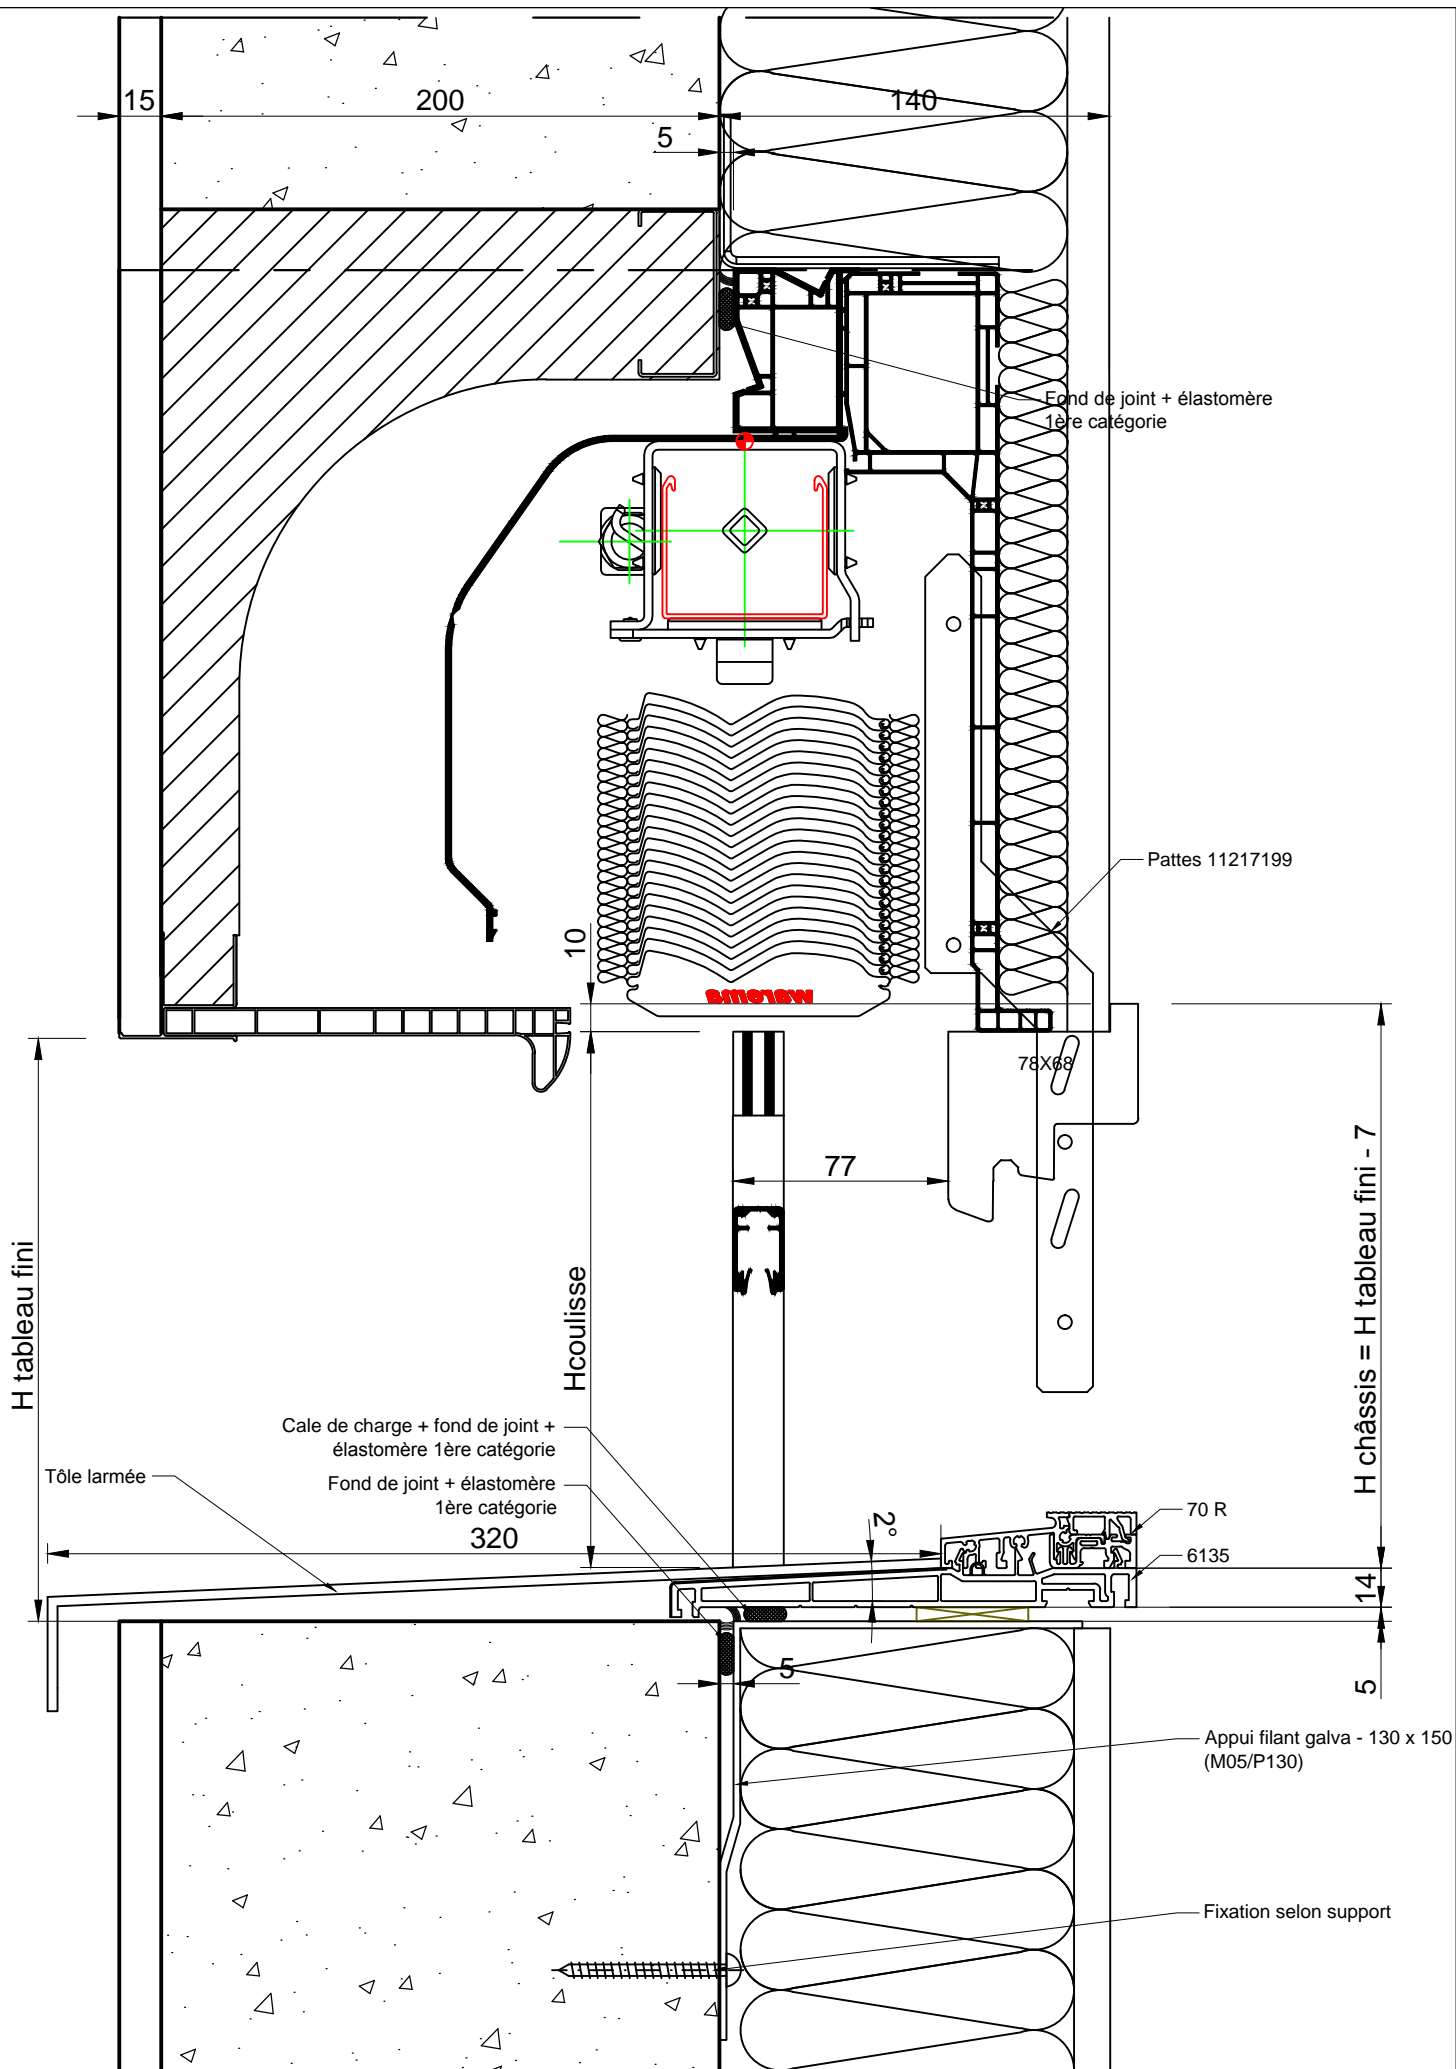 15
200
140
5
Fond de joint + élastomère
1ère catégorie
Pattes 11217199
10
warema
78X68
77
H tableau fini
Hcoulisse
H châssis = H tableau fini - 7
Cale de charge + fond de joint +
élastomère 1ère catégorie
Tôle larmée
Fond de joint + élastomère
1ère catégorie
320
2°
70 R
6135
14
5
5
Appui filant galva - 130 x 150
(M05/P130)
Fixation selon support